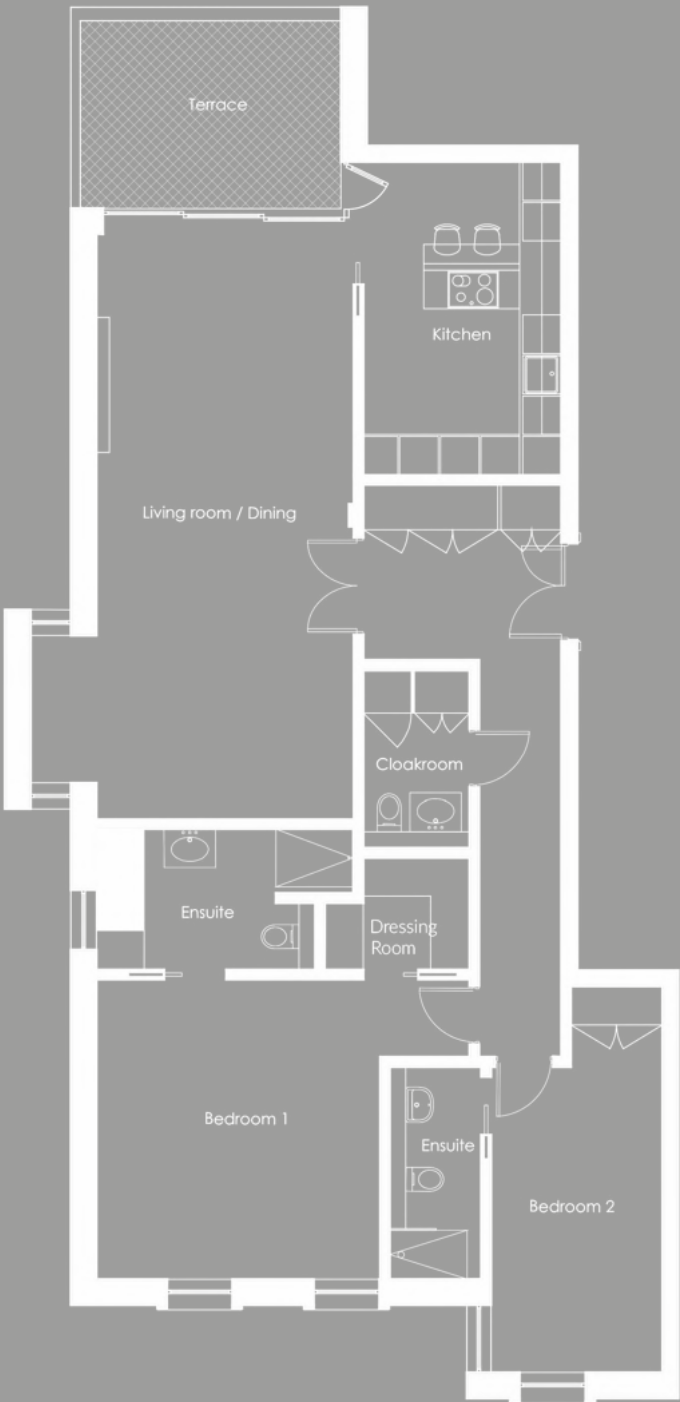 Terrace
Kitchen
Living room / Dining
Cloakroom
Ensuite
Dressing
Room
Bedroom 1
Ensuite
Bedroom 2